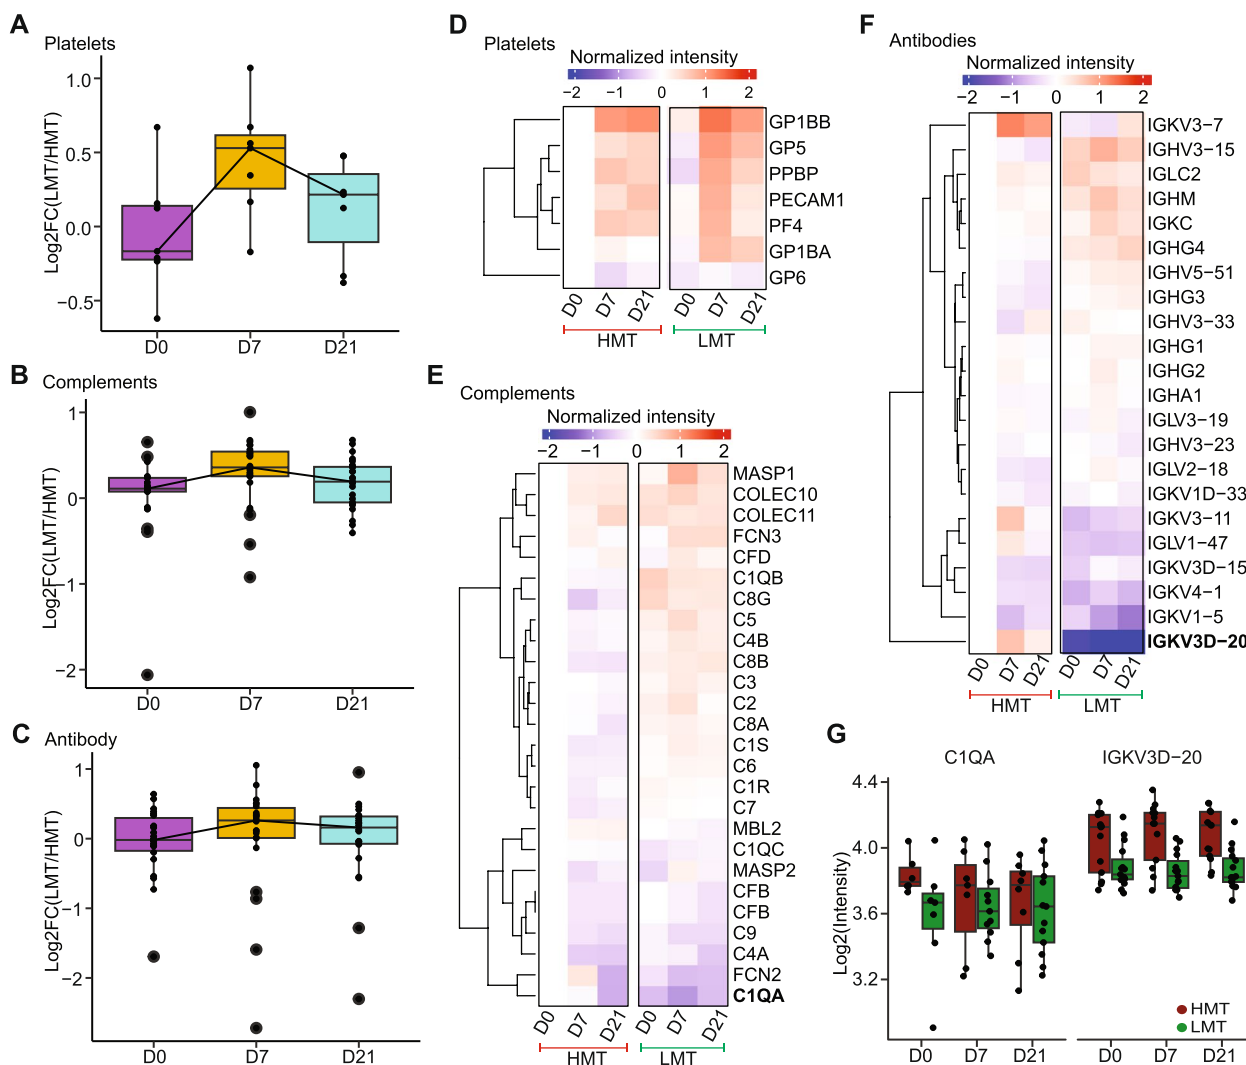 A
Platelets
Log2FC(LMT/HMT)
1.0
0.5
0.0
−0.5
D0
D7
D21
B
Complements
Log2FC(LMT/HMT)
1
0
−1
−2
D0
D7
D21
C
Antibody
Log2FC(LMT/HMT)
1
0
−1
−2
D0
D7
D21
D
Platelets
Normalized intensity
−2 −1 0 1 2
GP1BB
GP5
PPBP
PECAM1
PF4
GP1BA
GP6
D0 D7 D21 D0 D7 D21
HMT LMT
E
Complements
Normalized intensity
−2 −1 0 1 2
MASP1
COLEC10
COLEC11
FCN3
CFD
C1QB
C8G
C5
C4B
C8B
C3
C2
C8A
C1S
C6
C1R
C7
MBL2
C1QC
MASP2
CFB
CFB
C9
C4A
FCN2
C1QA
D0 D7 D21 D0 D7 D21
HMT LMT
F
Antibodies
Normalized intensity
−2 −1 0 1 2
IGKV3−7
IGHV3−15
IGLC2
IGHM
IGKC
IGHG4
IGHV5−51
IGHG3
IGHV3−33
IGHG1
IGHG2
IGHA1
IGLV3−19
IGHV3−23
IGLV2−18
IGKV1D−33
IGKV3−11
IGLV1−47
IGKV3D−15
IGKV4−1
IGKV1−5
IGKV3D−20
D0 D7 D21 D0 D7 D21
HMT LMT
G
C1QA IGKV3D−20
Log2(Intensity)
4.4
4.0
3.6
3.2
HMT
LMT
D0 D7 D21 D0 D7 D21